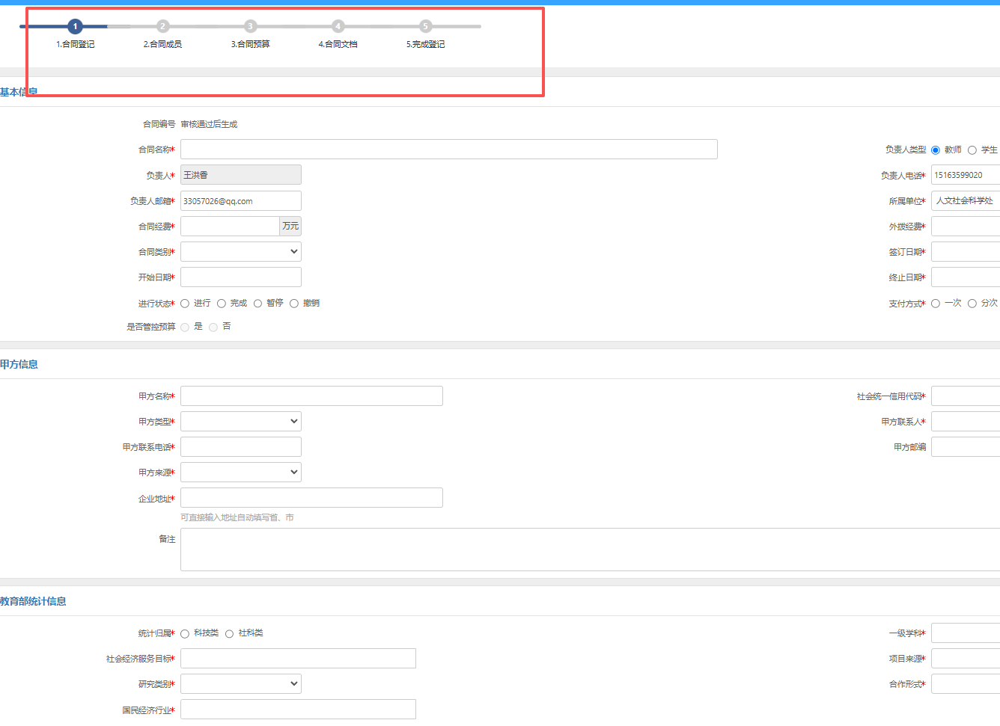 1 2 3 4 5
1.合同登记 2.合同成员 3.合同预算 4.合同文档 5.完成登记
基本信息
合同编号 审核通过后生成
合同名称* 负责人类型 教师 学生
负责人* 王洪香 负责人电话* 15163599020
负责人邮箱* 33057026@qq.com 所属单位* 人文社会科学处
合同经费* 万元 外拨经费*
合同类别* 签订日期*
开始日期* 终止日期*
进行状态* 进行 完成 暂停 撤销 支付方式* 一次 分次
是否管控预算 是 否
甲方信息
甲方名称* 社会统一信用代码*
甲方类型* 甲方联系人*
甲方联系电话* 甲方邮编
甲方来源*
企业地址*
可直接输入地址自动填写省、市
备注
教育部统计信息
统计归属* 科技类 社科类 一级学科*
社会经济服务目标* 项目来源*
研究类别* 合作形式*
国民经济行业*